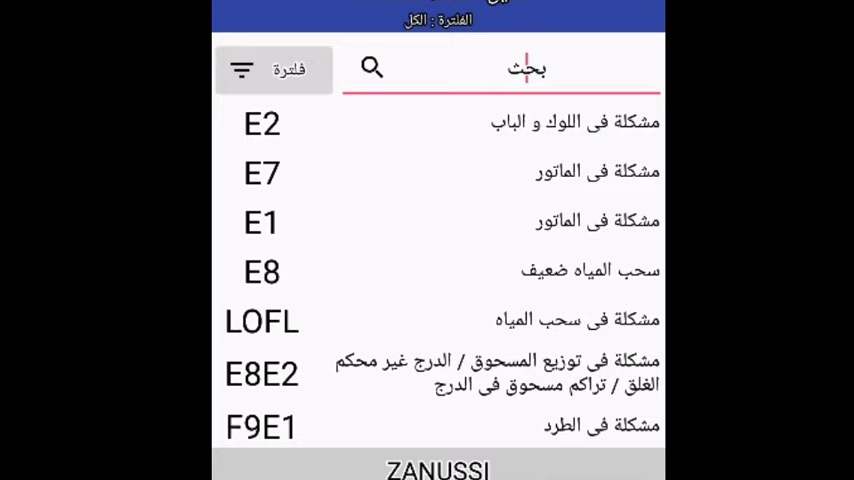 الفلترة : الكل
بحث
فلترة
مشكلة فى اللوك و الباب
E2
مشكلة فى الماتور
E7
مشكلة فى الماتور
E1
سحب المياه ضعيف
E8
مشكلة فى سحب المياه
LOFL
مشكلة فى توزيع المسحوق / الدرج غير محكم
الغلق / تراكم مسحوق فى الدرج
E8E2
مشكلة فى الطرد
F9E1
ZANUSSI